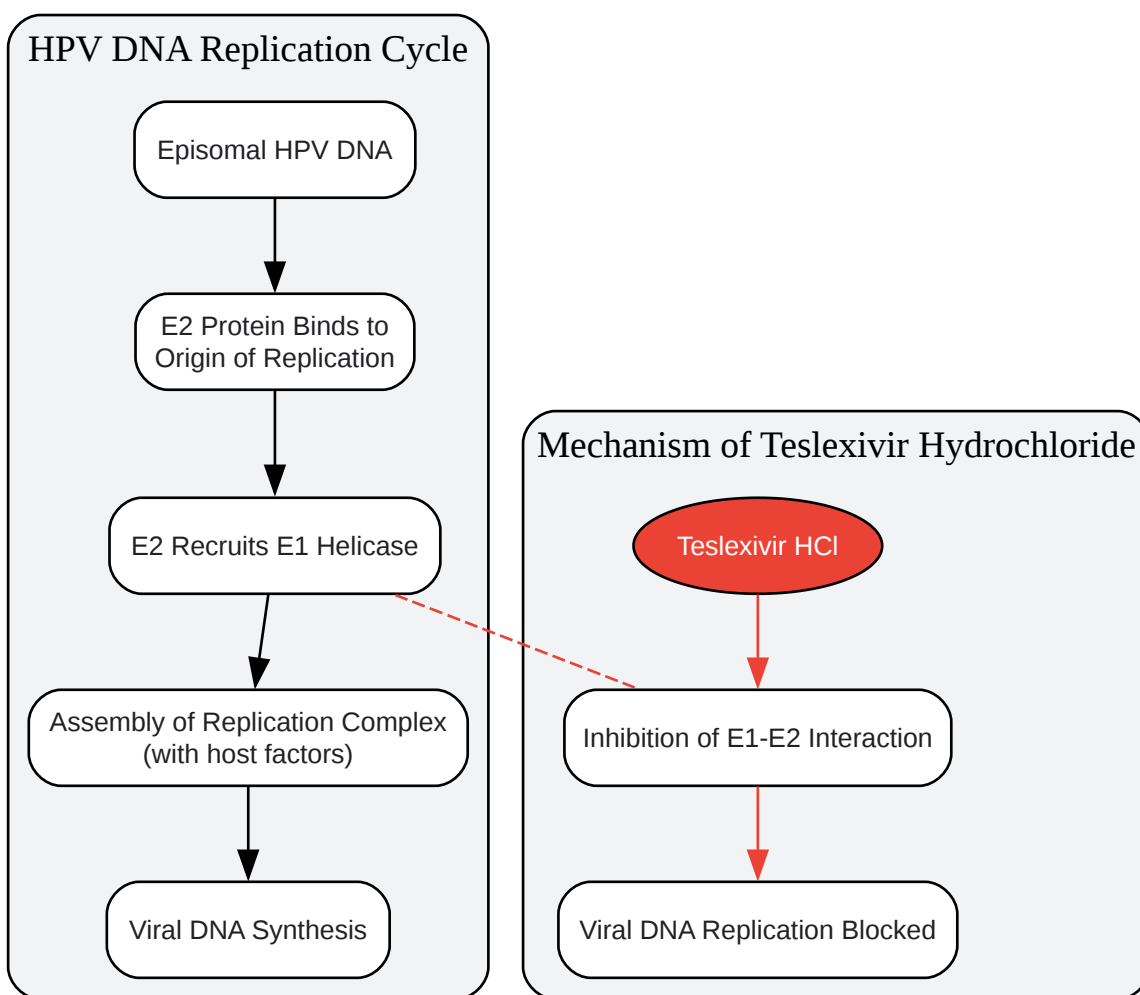 HPV DNA Replication Cycle
Episomal HPV DNA
E2 Protein Binds to
Origin of Replication
E2 Recruits E1 Helicase
Assembly of Replication Complex
(with host factors)
Viral DNA Synthesis
Mechanism of Teslexivir Hydrochloride
Teslexivir HCl
Inhibition of E1-E2 Interaction
Viral DNA Replication Blocked